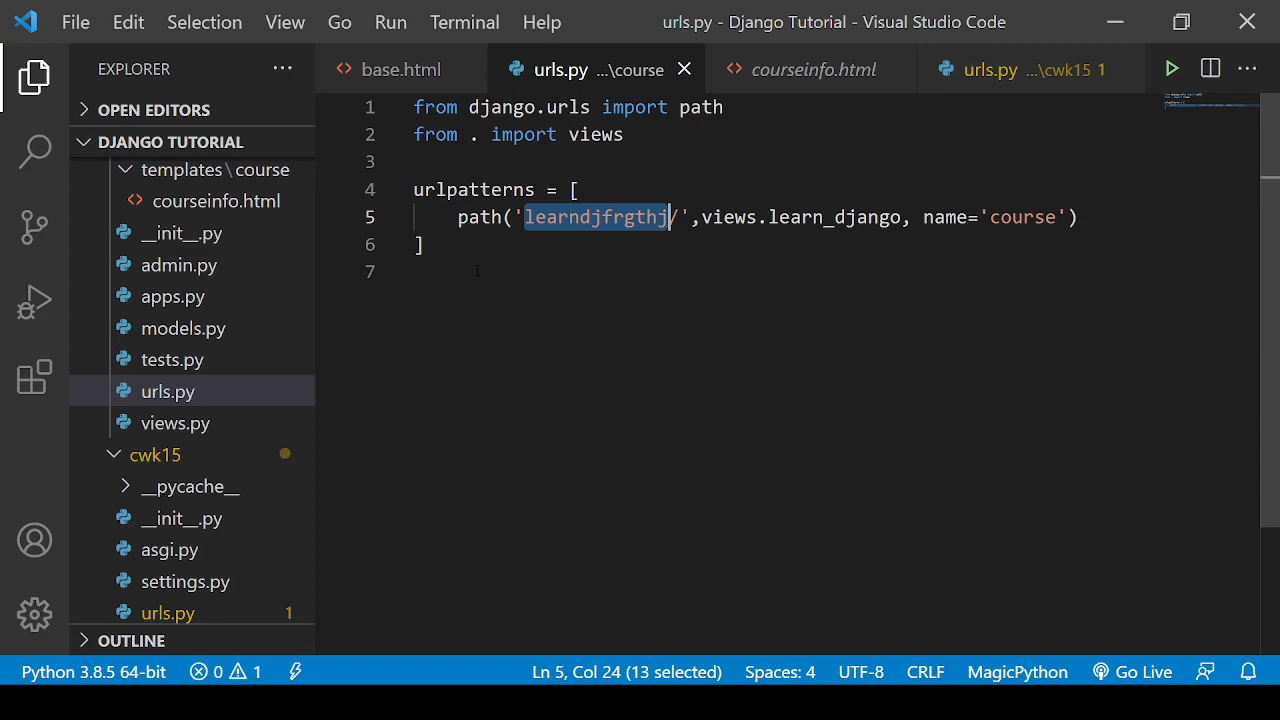 File Edit Selection View Go Run Terminal Help urls.py - Django Tutorial - Visual Studio Code
EXPLORER ...
base.html urls.py ...\course courseinfo.html urls.py ...\cwk15 1
OPEN EDITORS
DJANGO TUTORIAL
templates\course
courseinfo.html
__init__.py
admin.py
apps.py
models.py
tests.py
urls.py
views.py
cwk15
__pycache__
__init__.py
asgi.py
settings.py
urls.py 1
OUTLINE
1 from django.urls import path
2 from . import views
3
4 urlpatterns = [
5 path('learndjfrgthj/',views.learn_django, name='course')
6 ]
7
Python 3.8.5 64-bit 0 1 Ln 5, Col 24 (13 selected) Spaces: 4 UTF-8 CRLF MagicPython Go Live